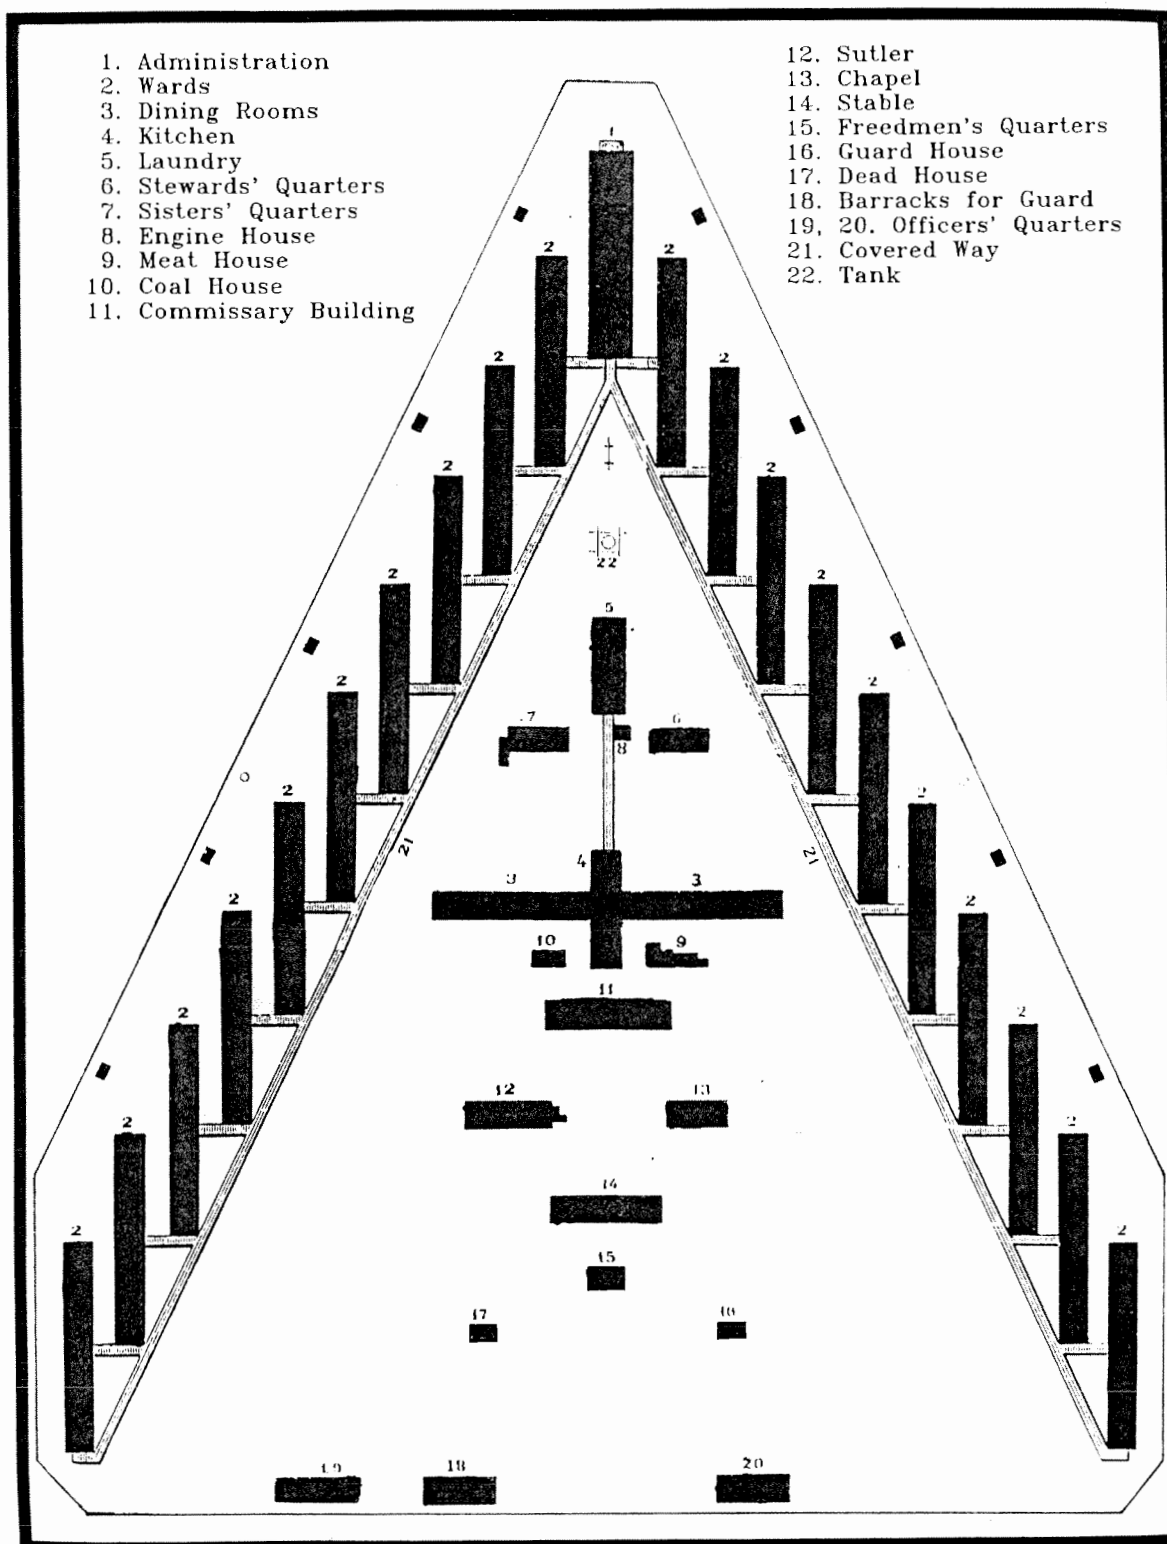 1. Administration
2. Wards
3. Dining Rooms
4. Kitchen
5. Laundry
6. Stewards' Quarters
7. Sisters' Quarters
8. Engine House
9. Meat House
10. Coal House
11. Commissary Building
12. Sutler
13. Chapel
14. Stable
15. Freedmen's Quarters
16. Guard House
17. Dead House
18. Barracks for Guard
19, 20. Officers' Quarters
21. Covered Way
22. Tank
1
2 2
2 2
2 2
22
2 2
5
2 2
7 6
8
2 2
21 21
4
3 3
2 2
10 9
11
2 2
12 13
2 2
14
2 2
15
17 16
19 18 20